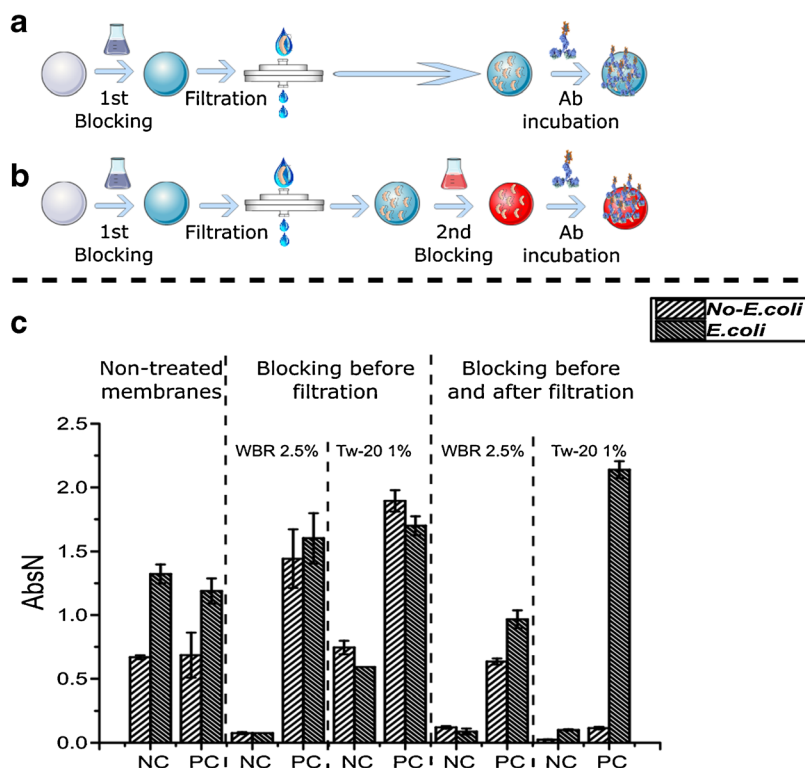 a
1st
Blocking
Filtration
Ab
incubation
b
1st
Blocking
Filtration
2nd
Blocking
Ab
incubation
c
No-E.coli
E.coli
Non-treated
membranes
Blocking before
filtration
Blocking before
and after filtration
WBR 2.5%
Tw-20 1%
WBR 2.5%
Tw-20 1%
AbsN
2.5
2.0
1.5
1.0
0.5
0.0
NC PC NC PC NC PC NC PC NC PC